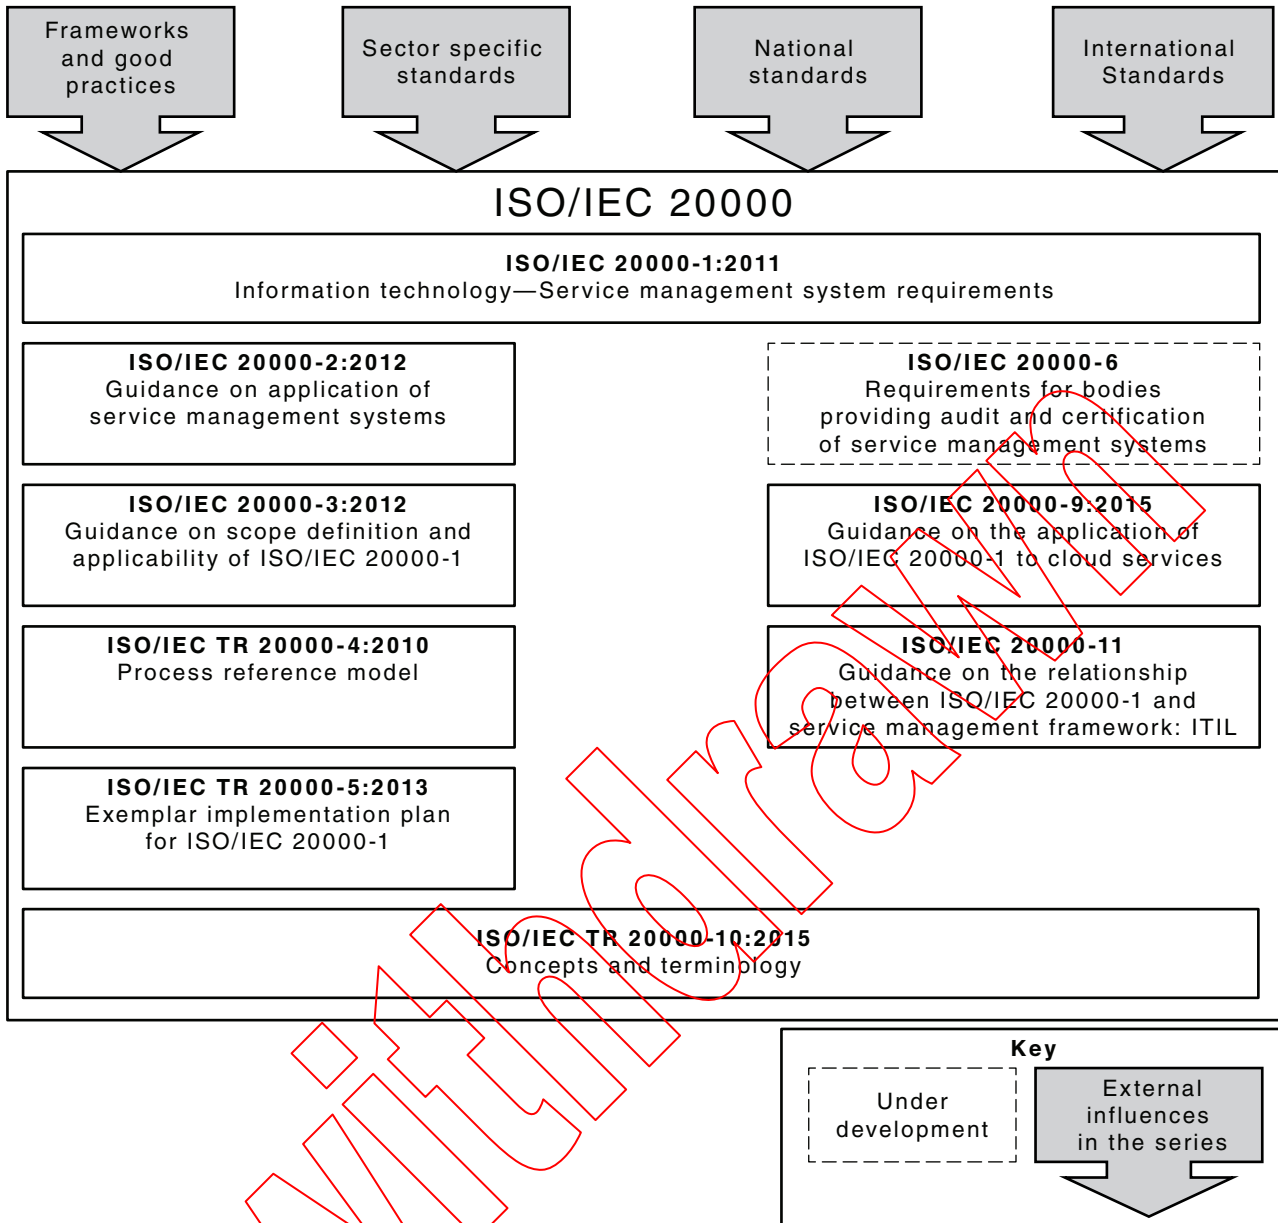 Frameworks
and good
practices
Sector specific
standards
National
standards
International
Standards
ISO/IEC 20000
ISO/IEC 20000-1:2011
Information technology—Service management system requirements
ISO/IEC 20000-2:2012
Guidance on application of
service management systems
ISO/IEC 20000-6
Requirements for bodies
providing audit and certification
of service management systems
ISO/IEC 20000-3:2012
Guidance on scope definition and
applicability of ISO/IEC 20000-1
ISO/IEC 20000-9:2015
Guidance on the application of
ISO/IEC 20000-1 to cloud services
ISO/IEC TR 20000-4:2010
Process reference model
ISO/IEC 20000-11
Guidance on the relationship
between ISO/IEC 20000-1 and
service management framework: ITIL
ISO/IEC TR 20000-5:2013
Exemplar implementation plan
for ISO/IEC 20000-1
ISO/IEC TR 20000-10:2015
Concepts and terminology
Key
Under
development
External
influences
in the series
withdrawn